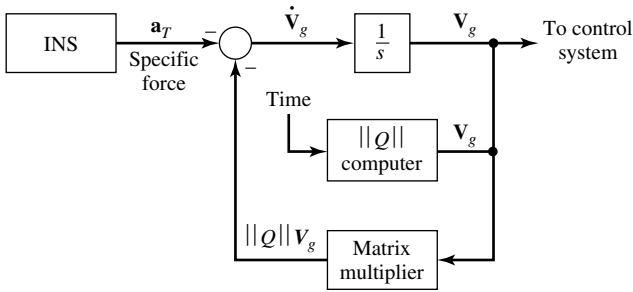 INS
a_T
Specific
force
−
−
V̇_g
1/s
V_g
To control
system
Time
||Q||
computer
V_g
||Q||V_g
Matrix
multiplier